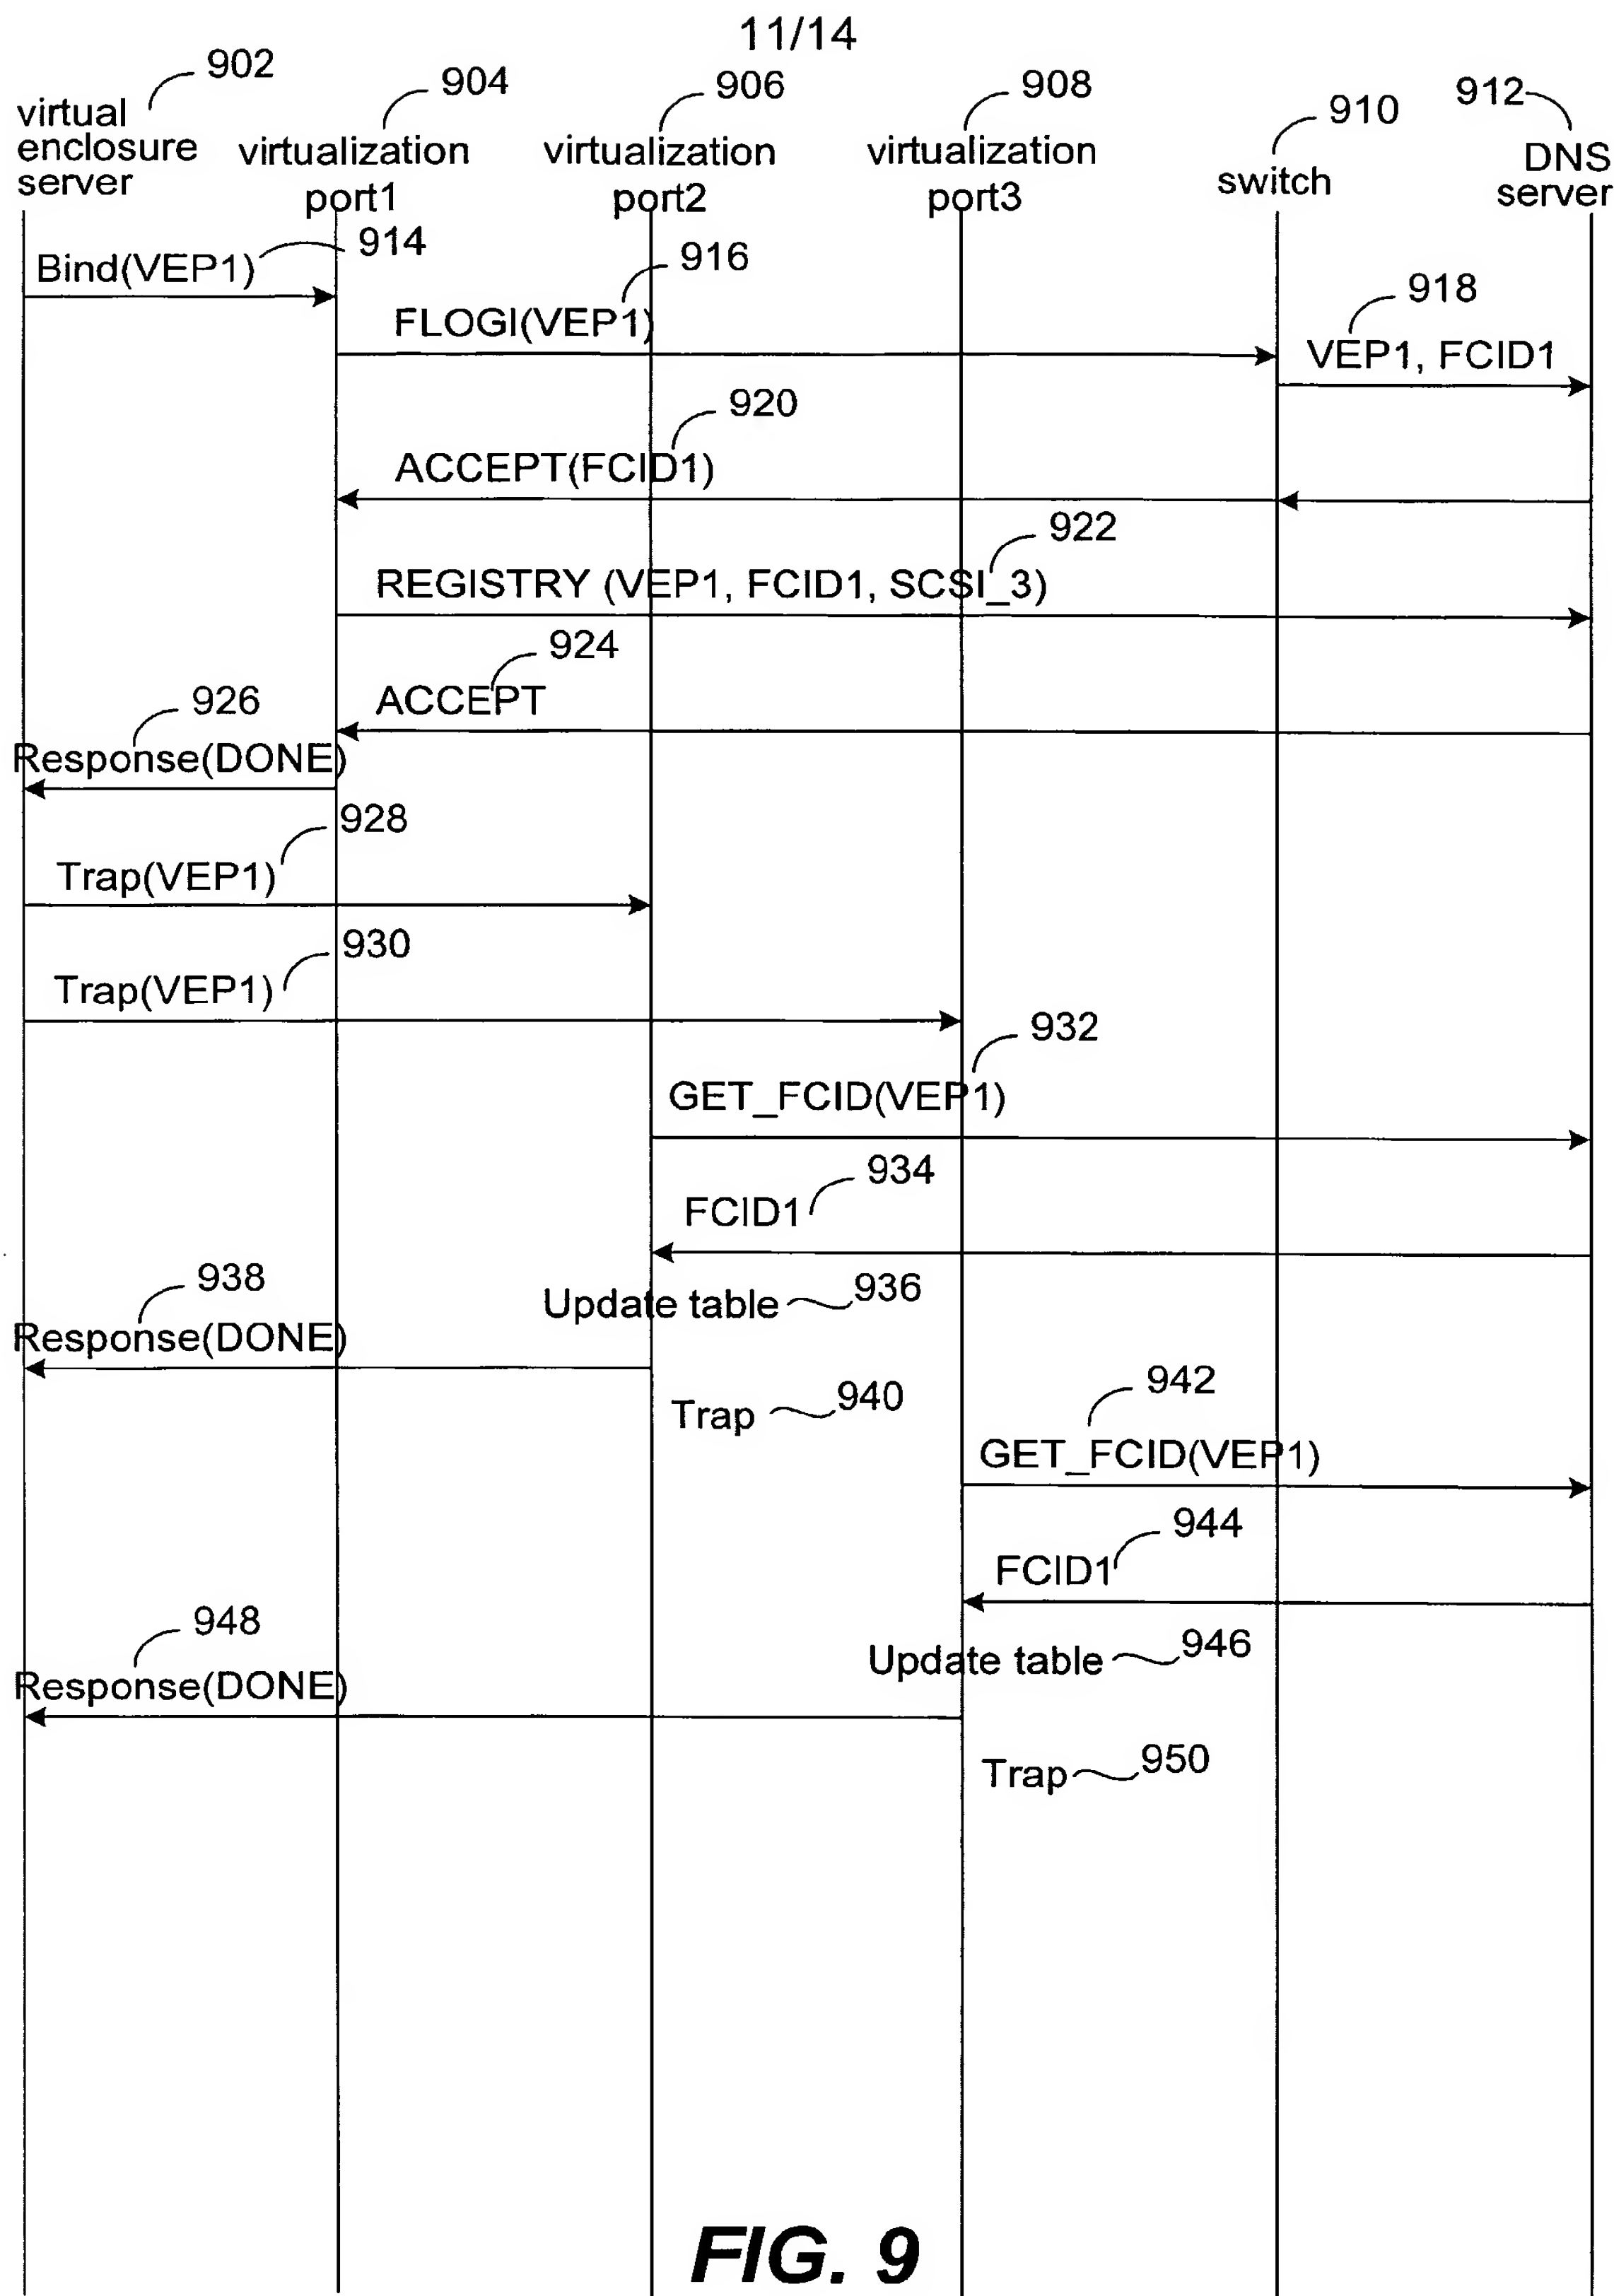 11/14
902
904
906
908
910
912
virtual
enclosure
server
virtualization
port1
virtualization
port2
virtualization
port3
switch
DNS
server
Bind(VEP1)
914
FLOGI(VEP1)
916
918
VEP1, FCID1
920
ACCEPT(FCID1)
922
REGISTRY (VEP1, FCID1, SCSI_3)
924
ACCEPT
926
Response(DONE)
928
Trap(VEP1)
930
Trap(VEP1)
932
GET_FCID(VEP1)
934
FCID1
Update table
936
938
Response(DONE)
Trap
940
942
GET_FCID(VEP1)
944
FCID1
Update table
946
948
Response(DONE)
Trap
950
FIG. 9